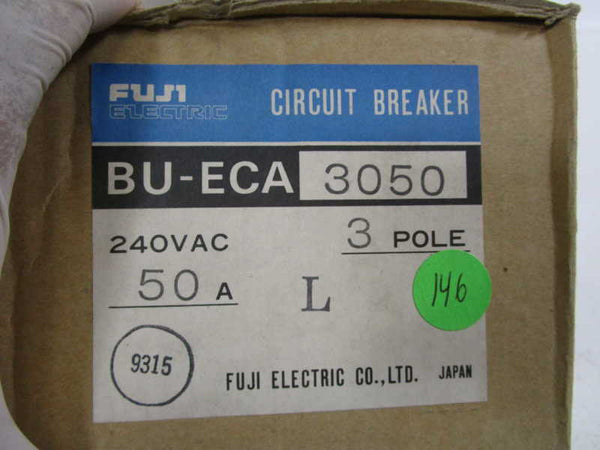 FUJI
ELECTRIC
CIRCUIT BREAKER
BU-ECA 3050
240VAC
3 POLE
50 A
L
146
9315
FUJI ELECTRIC CO.,LTD. JAPAN